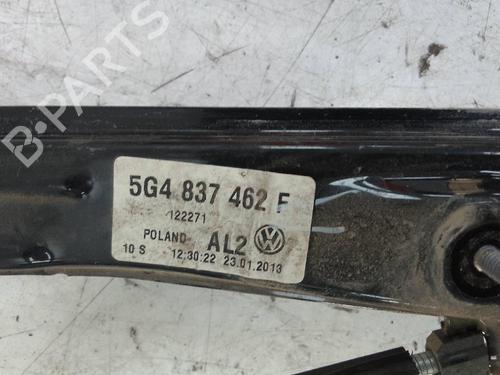 B-PARTS
5G4 837 462 F
122271
POLAND AL2
10 S 12:30:22 23.01.2013